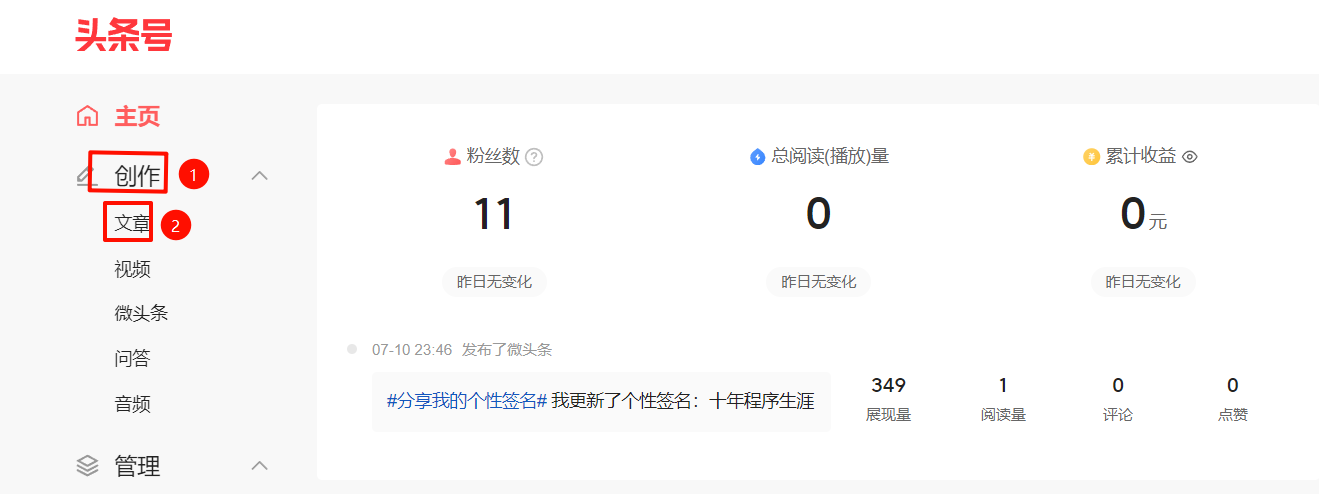 头条号
主页
创作 1
文章 2
视频
微头条
问答
音频
管理
粉丝数 ?
11
昨日无变化
总阅读(播放)量
0
昨日无变化
累计收益
0元
昨日无变化
07-10 23:46 发布了微头条
#分享我的个性签名# 我更新了个性签名：十年程序生涯
349
展现量
1
阅读量
0
评论
0
点赞